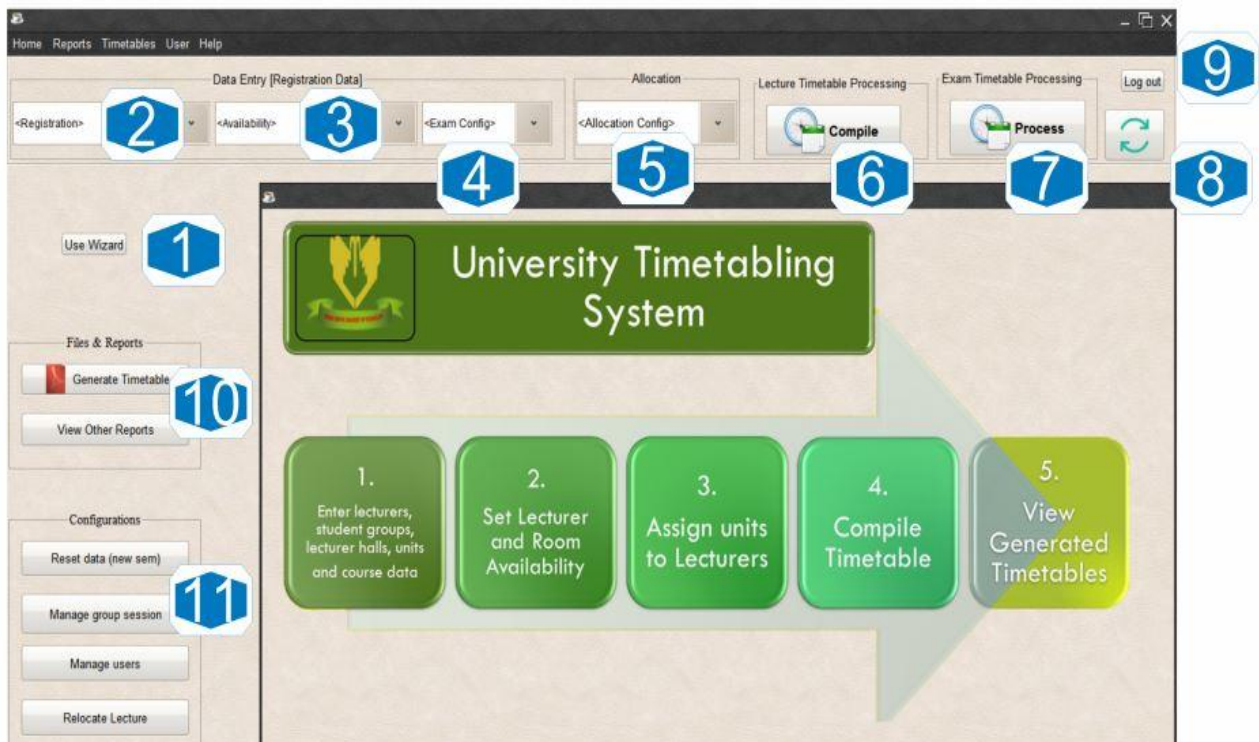 Home Reports Timetables User Help
Data Entry [Registration Data]
Allocation
Lecture Timetable Processing
Exam Timetable Processing
Log out
9
<Registration>
2
<Availability>
3
<Exam Config>
<Allocation Config>
Compile
Process
4
5
6
7
8
Use Wizard
1
University Timetabling
System
Files & Reports
Generate Timetable
10
View Other Reports
1.
Enter lecturers,
student groups,
lecturer halls, units
and course data
2.
Set Lecturer
and Room
Availability
3.
Assign units
to Lecturers
4.
Compile
Timetable
5.
View
Generated
Timetables
Configurations
Reset data (new sem)
11
Manage group session
Manage users
Relocate Lecture